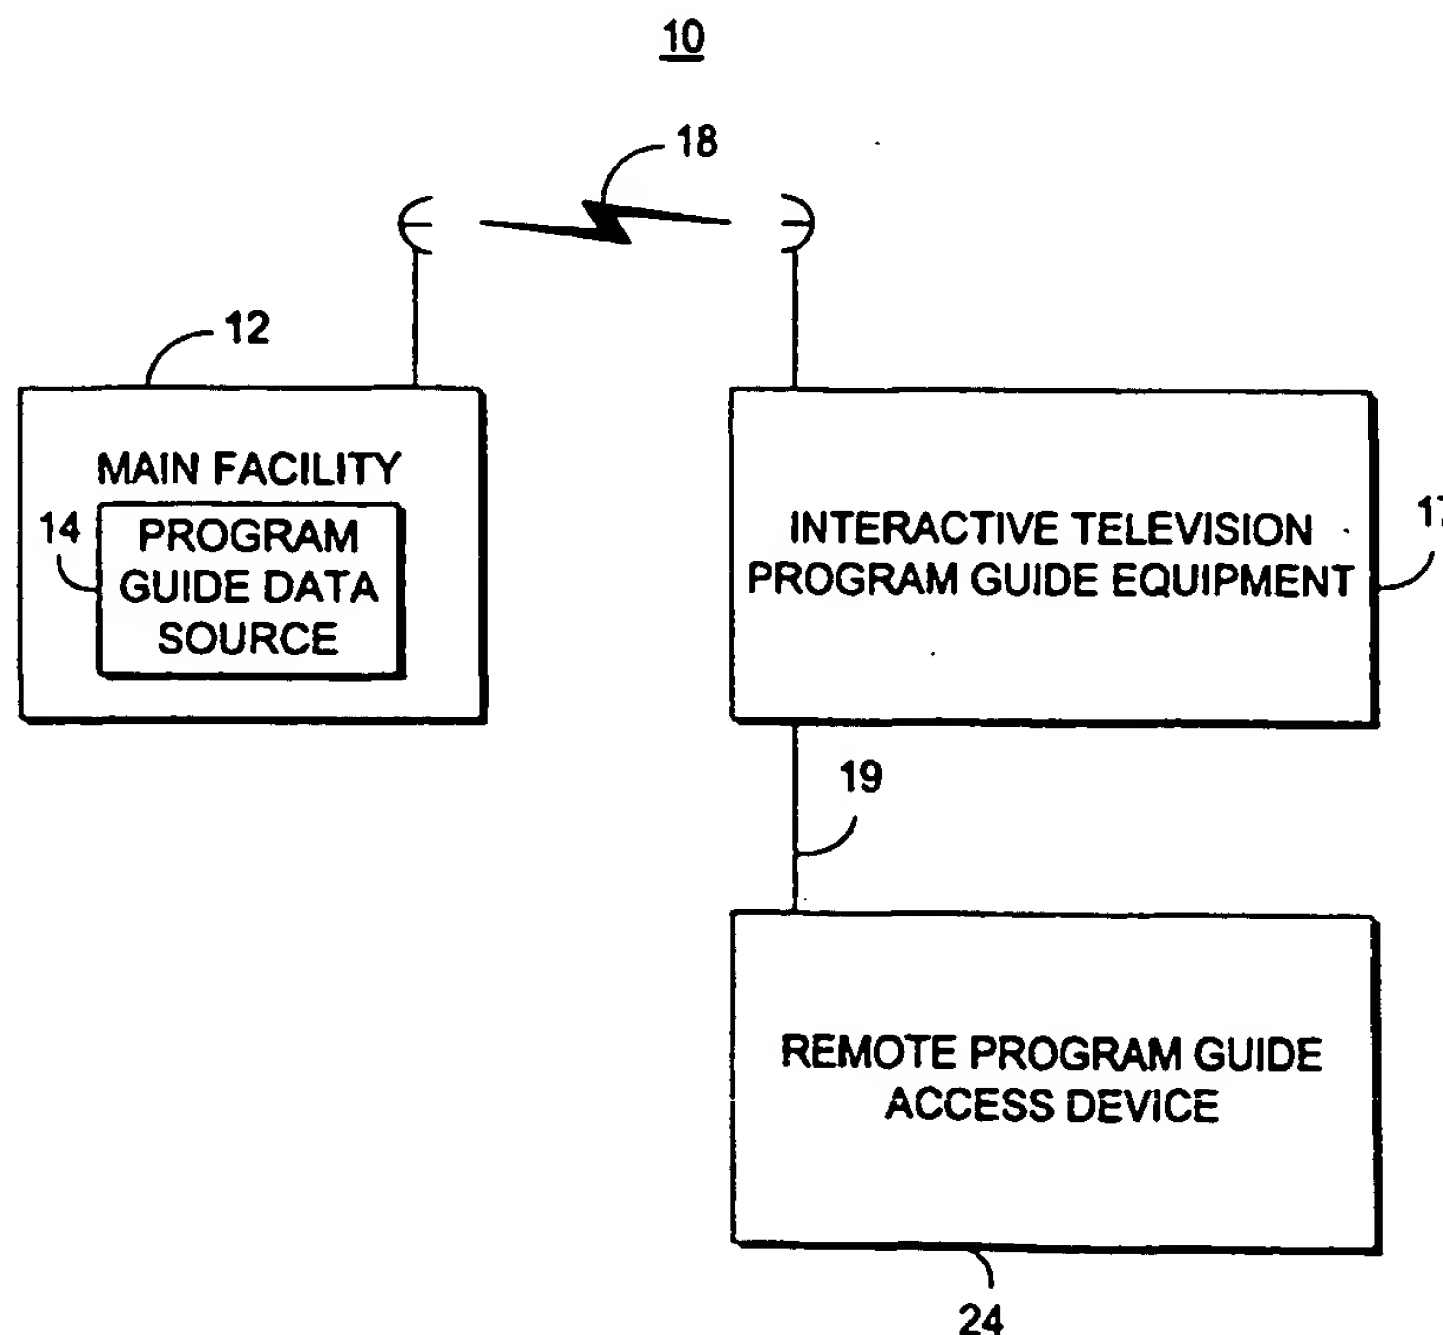 10
18
12
MAIN FACILITY
14
PROGRAM
GUIDE DATA
SOURCE
INTERACTIVE TELEVISION
PROGRAM GUIDE EQUIPMENT
19
REMOTE PROGRAM GUIDE
ACCESS DEVICE
24